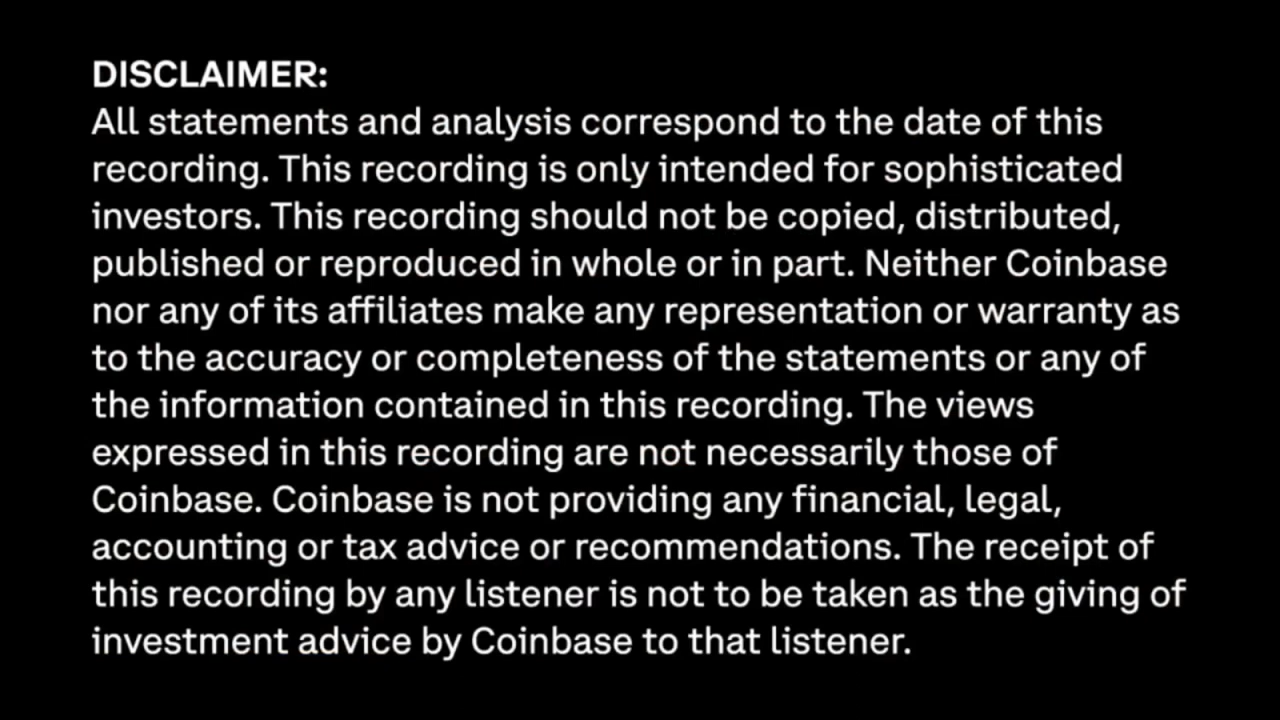 DISCLAIMER:
All statements and analysis correspond to the date of this
recording. This recording is only intended for sophisticated
investors. This recording should not be copied, distributed,
published or reproduced in whole or in part. Neither Coinbase
nor any of its affiliates make any representation or warranty as
to the accuracy or completeness of the statements or any of
the information contained in this recording. The views
expressed in this recording are not necessarily those of
Coinbase. Coinbase is not providing any financial, legal,
accounting or tax advice or recommendations. The receipt of
this recording by any listener is not to be taken as the giving of
investment advice by Coinbase to that listener.